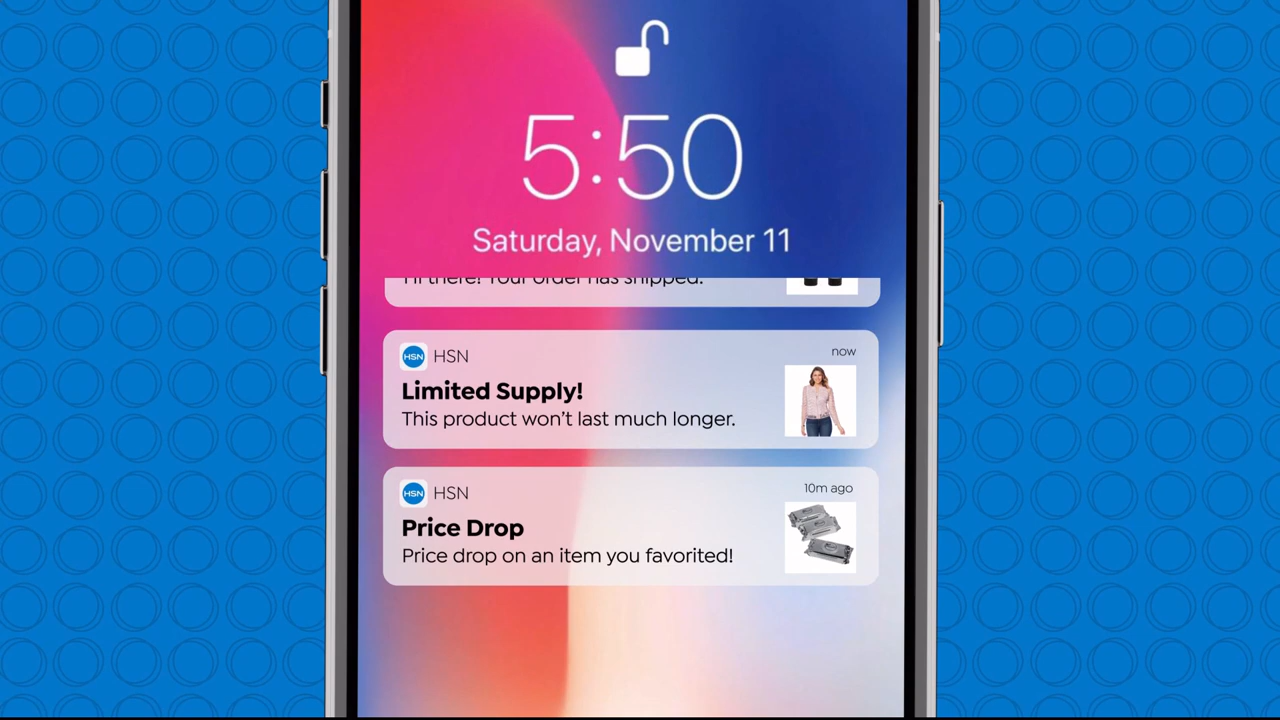 5:50
Saturday, November 11
Hi there! Your order has shipped.
HSN HSN
now
Limited Supply!
This product won't last much longer.
HSN HSN
10m ago
Price Drop
Price drop on an item you favorited!